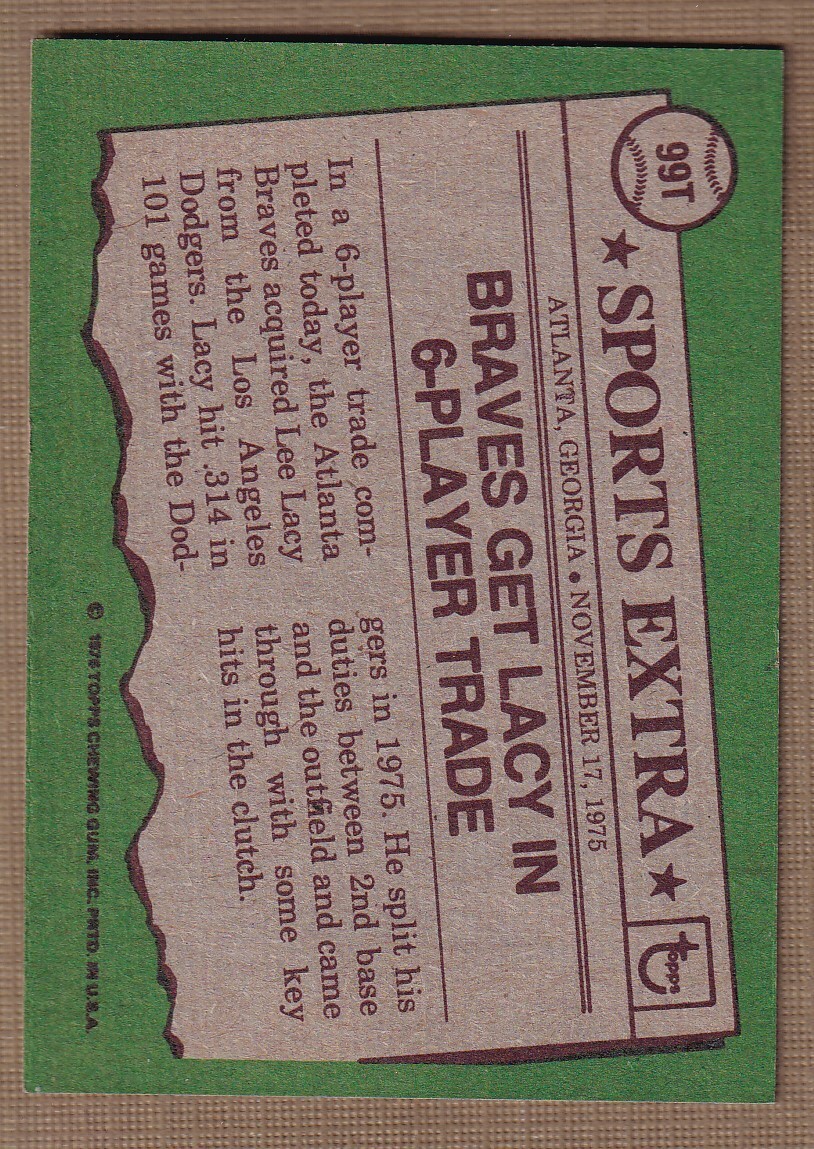 99T
★ SPORTS EXTRA ★
topps
ATLANTA, GEORGIA • NOVEMBER 17, 1975
BRAVES GET LACY IN
6-PLAYER TRADE
In a 6-player trade com-
pleted today, the Atlanta
Braves acquired Lee Lacy
from the Los Angeles
Dodgers. Lacy hit .314 in
101 games with the Dod-
gers in 1975. He split his
duties between 2nd base
and the outfield and came
through with some key
hits in the clutch.
© 1976 TOPPS CHEWING GUM, INC. PRTD. IN U.S.A.